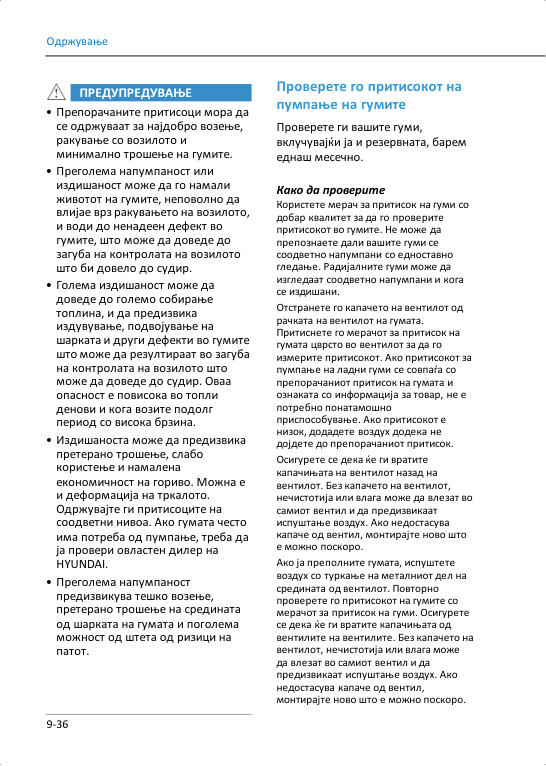 Одржување
ПРЕДУПРЕДУВАЊЕ
• Препорачаните притисоци мора да
се одржуваат за најдобро возење,
ракување со возилото и
минимално трошење на гумите.
• Преголема напумпаност или
издишаност може да го намали
животот на гумите, неповолно да
влијае врз ракувањето на возилото,
и води до ненадеен дефект во
гумите, што може да доведе до
загуба на контролата на возилото
што би довело до судир.
• Голема издишаност може да
доведе до големо собирање
топлина, и да предизвика
издувување, подвојување на
шарката и други дефекти во гумите
што може да резултираат во загуба
на контролата на возилото што
може да доведе до судир. Оваа
опасност е повисока во топли
денови и кога возите подолг
период со висока брзина.
• Издишаноста може да предизвика
претерано трошење, слабо
користење и намалена
економичност на гориво. Можна е
и деформација на тркалото.
Одржувајте ги притисоците на
соодветни нивоа. Ако гумата често
има потреба од пумпање, треба да
ја провери овластен дилер на
HYUNDAI.
• Преголема напумпаност
предизвикува тешко возење,
претерано трошење на средината
од шарката на гумата и поголема
можност од штета од ризици на
патот.
9-36
Проверете го притисокот на
пумпање на гумите
Проверете ги вашите гуми,
вклучувајќи ја и резервната, барем
еднаш месечно.
Како да проверите
Користете мерач за притисок на гуми со
добар квалитет за да го проверите
притисокот во гумите. Не може да
препознаете дали вашите гуми се
соодветно напумпани со едноставно
гледање. Радијалните гуми може да
изгледаат соодветно напумпани и кога
се издишани.
Отстранете го капачето на вентилот од
рачката на вентилот на гумата.
Притиснете го мерачот за притисок на
гумата цврсто во вентилот за да го
измерите притисокот. Ако притисокот за
пумпање на ладни гуми се совпаѓа со
препорачаниот притисок на гумата и
ознаката со информација за товар, не е
потребно понатамошно
приспособување. Ако притисокот е
низок, додадете воздух додека не
дојдете до препорачаниот притисок.
Осигурете се дека ќе ги вратите
капачињата на вентилот назад на
вентилот. Без капачето на вентилот,
нечистотија или влага може да влезат во
самиот вентил и да предизвикаат
испуштање воздух. Ако недостасува
капаче од вентил, монтирајте ново што
е можно поскоро.
Ако ја преполните гумата, испуштете
воздух со туркање на металниот дел на
средината од вентилот. Повторно
проверете го притисокот на гумите со
мерачот за притисок на гуми. Осигурете
се дека ќе ги вратите капачињата од
вентилите на вентилите. Без капачето на
вентилот, нечистотија или влага може
да влезат во самиот вентил и да
предизвикаат испуштање воздух. Ако
недостасува капаче од вентил,
монтирајте ново што е можно поскоро.